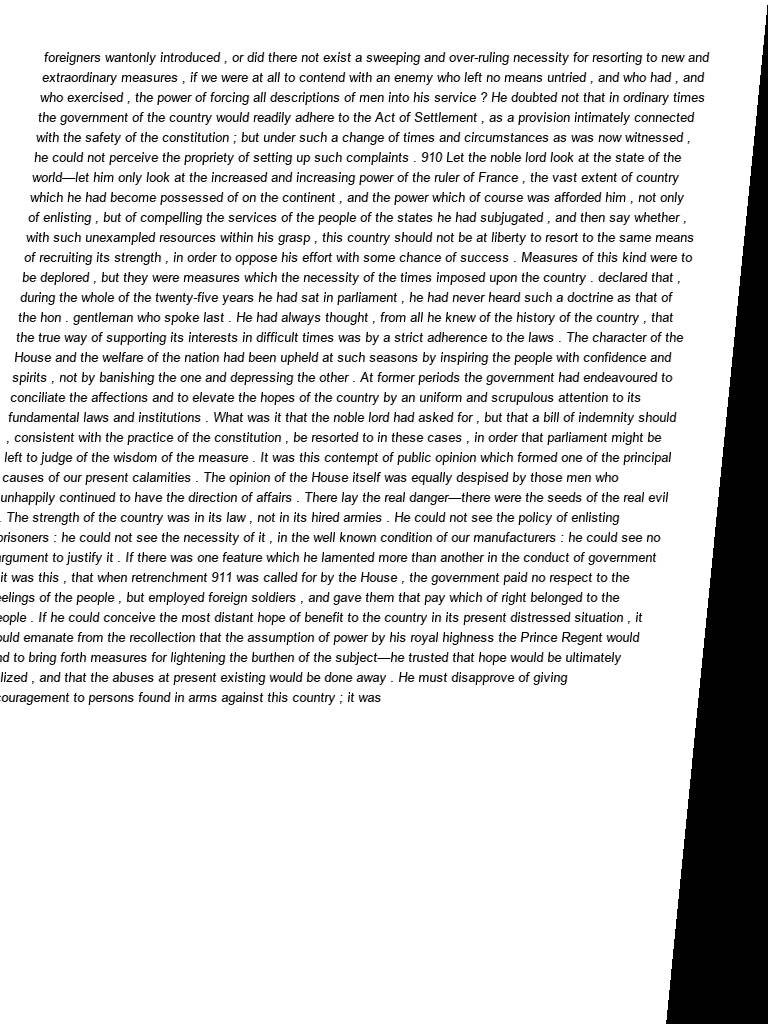 foreigners wantonly introduced , or did there not exist a sweeping and over-ruling necessity for resorting to new and
extraordinary measures , if we were at all to contend with an enemy who left no means untried , and who had , and
who exercised , the power of forcing all descriptions of men into his service ? He doubted not that in ordinary times
the government of the country would readily adhere to the Act of Settlement , as a provision intimately connected
with the safety of the constitution ; but under such a change of times and circumstances as was now witnessed ,
he could not perceive the propriety of setting up such complaints . 910 Let the noble lord look at the state of the
world—let him only look at the increased and increasing power of the ruler of France , the vast extent of country
which he had become possessed of on the continent , and the power which of course was afforded him , not only
of enlisting , but of compelling the services of the people of the states he had subjugated , and then say whether ,
with such unexampled resources within his grasp , this country should not be at liberty to resort to the same means
of recruiting its strength , in order to oppose his effort with some chance of success . Measures of this kind were to
be deplored , but they were measures which the necessity of the times imposed upon the country . declared that ,
during the whole of the twenty-five years he had sat in parliament , he had never heard such a doctrine as that of
the hon . gentleman who spoke last . He had always thought , from all he knew of the history of the country , that
the true way of supporting its interests in difficult times was by a strict adherence to the laws . The character of the
House and the welfare of the nation had been upheld at such seasons by inspiring the people with confidence and
spirits , not by banishing the one and depressing the other . At former periods the government had endeavoured to
conciliate the affections and to elevate the hopes of the country by an uniform and scrupulous attention to its
fundamental laws and institutions . What was it that the noble lord had asked for , but that a bill of indemnity should
, consistent with the practice of the constitution , be resorted to in these cases , in order that parliament might be
left to judge of the wisdom of the measure . It was this contempt of public opinion which formed one of the principal
causes of our present calamities . The opinion of the House itself was equally despised by those men who
unhappily continued to have the direction of affairs . There lay the real danger—there were the seeds of the real evil
. The strength of the country was in its law , not in its hired armies . He could not see the policy of enlisting
prisoners : he could not see the necessity of it , in the well known condition of our manufacturers : he could see no
argument to justify it . If there was one feature which he lamented more than another in the conduct of government
it was this , that when retrenchment 911 was called for by the House , the government paid no respect to the
eelings of the people , but employed foreign soldiers , and gave them that pay which of right belonged to the
eople . If he could conceive the most distant hope of benefit to the country in its present distressed situation , it
ould emanate from the recollection that the assumption of power by his royal highness the Prince Regent would
nd to bring forth measures for lightening the burthen of the subject—he trusted that hope would be ultimately
lized , and that the abuses at present existing would be done away . He must disapprove of giving
couragement to persons found in arms against this country ; it was